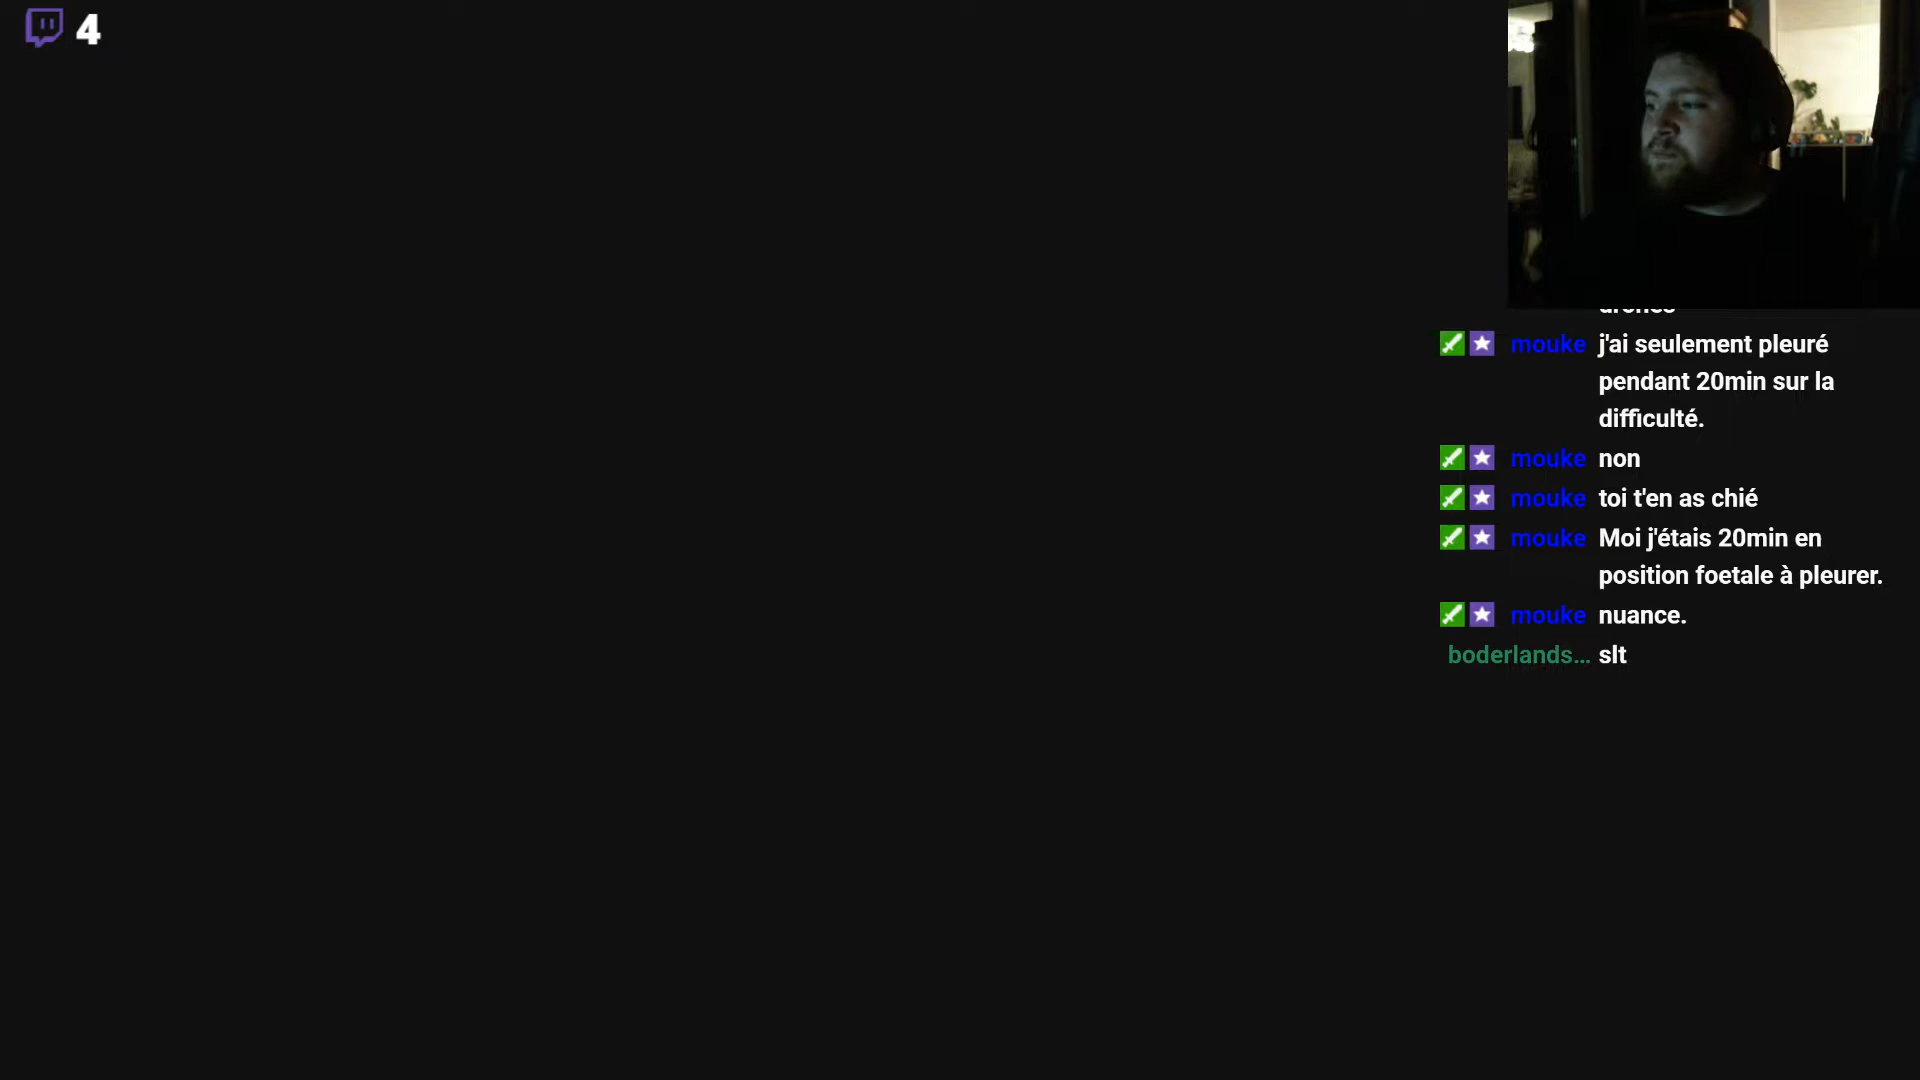 4
mouke j'ai seulement pleuré
pendant 20min sur la
difficulté.
mouke non
mouke toi t'en as chié
mouke Moi j'étais 20min en
position foetale à pleurer.
mouke nuance.
boderlands... slt